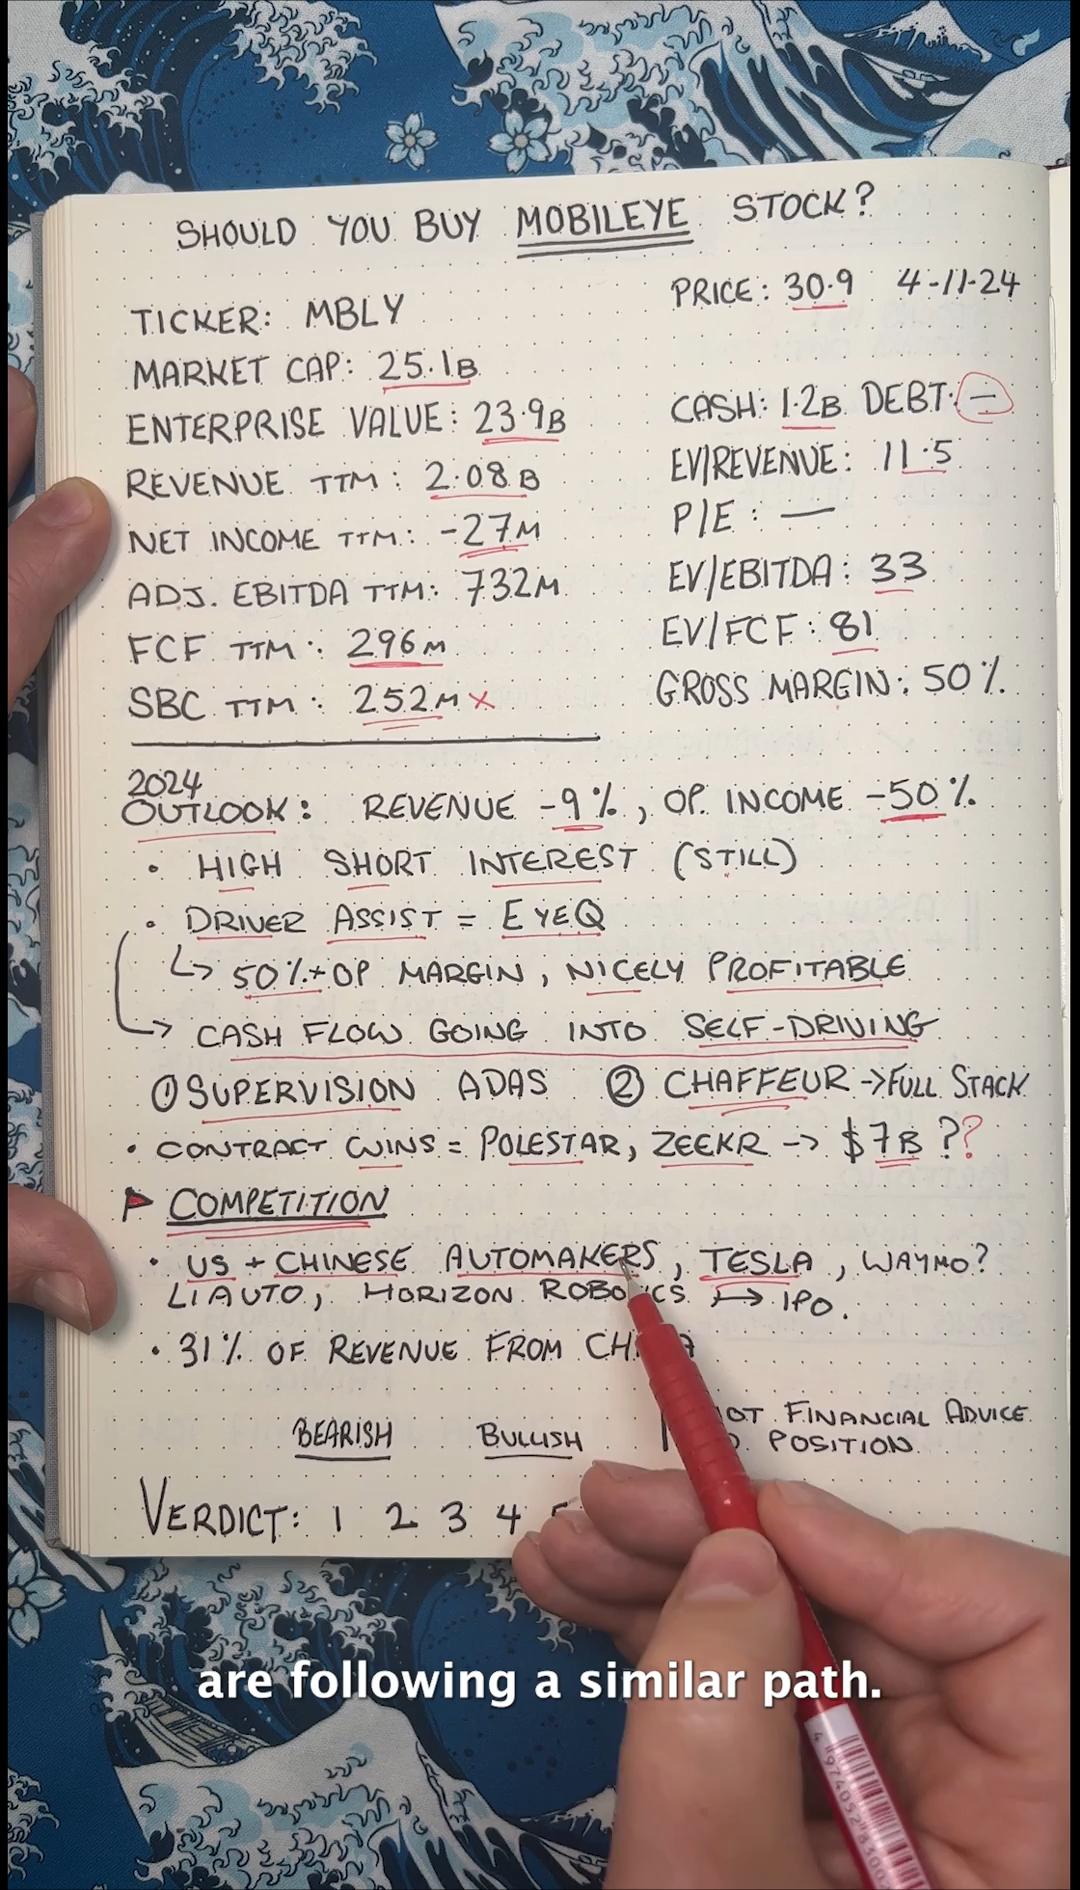 SHOULD YOU BUY MOBILEYE STOCK?
PRICE: 30.9 4-11-24
TICKER: MBLY
MARKET CAP: 25.1B
CASH: 1.2B DEBT: —
ENTERPRISE VALUE: 23.9B
EV/REVENUE: 11.5
REVENUE TTM: 2.08B
P/E: —
NET INCOME TTM: -27M
EV/EBITDA: 33
ADJ. EBITDA TTM: 732M
EV/FCF: 81
FCF TTM: 296M
GROSS MARGIN: 50%
SBC TTM: 252M X
2024
OUTLOOK: REVENUE -9%, OP. INCOME -50%.
• HIGH SHORT INTEREST (STILL)
• DRIVER ASSIST = EYEQ
↳ 50%+ OP MARGIN, NICELY PROFITABLE
→ CASH FLOW GOING INTO SELF-DRIVING
① SUPERVISION ADAS ② CHAFFEUR → FULL STACK
• CONTRACT WINS = POLESTAR, ZEEKR → $7B ??
COMPETITION
• US + CHINESE AUTOMAKERS, TESLA, WAYMO?
LI AUTO, HORIZON ROBO CS → IPO.
• 31% OF REVENUE FROM CH A
OT FINANCIAL ADVICE
BEARISH BULLISH
POSITION
VERDICT: 1 2 3 4
are following a similar path.